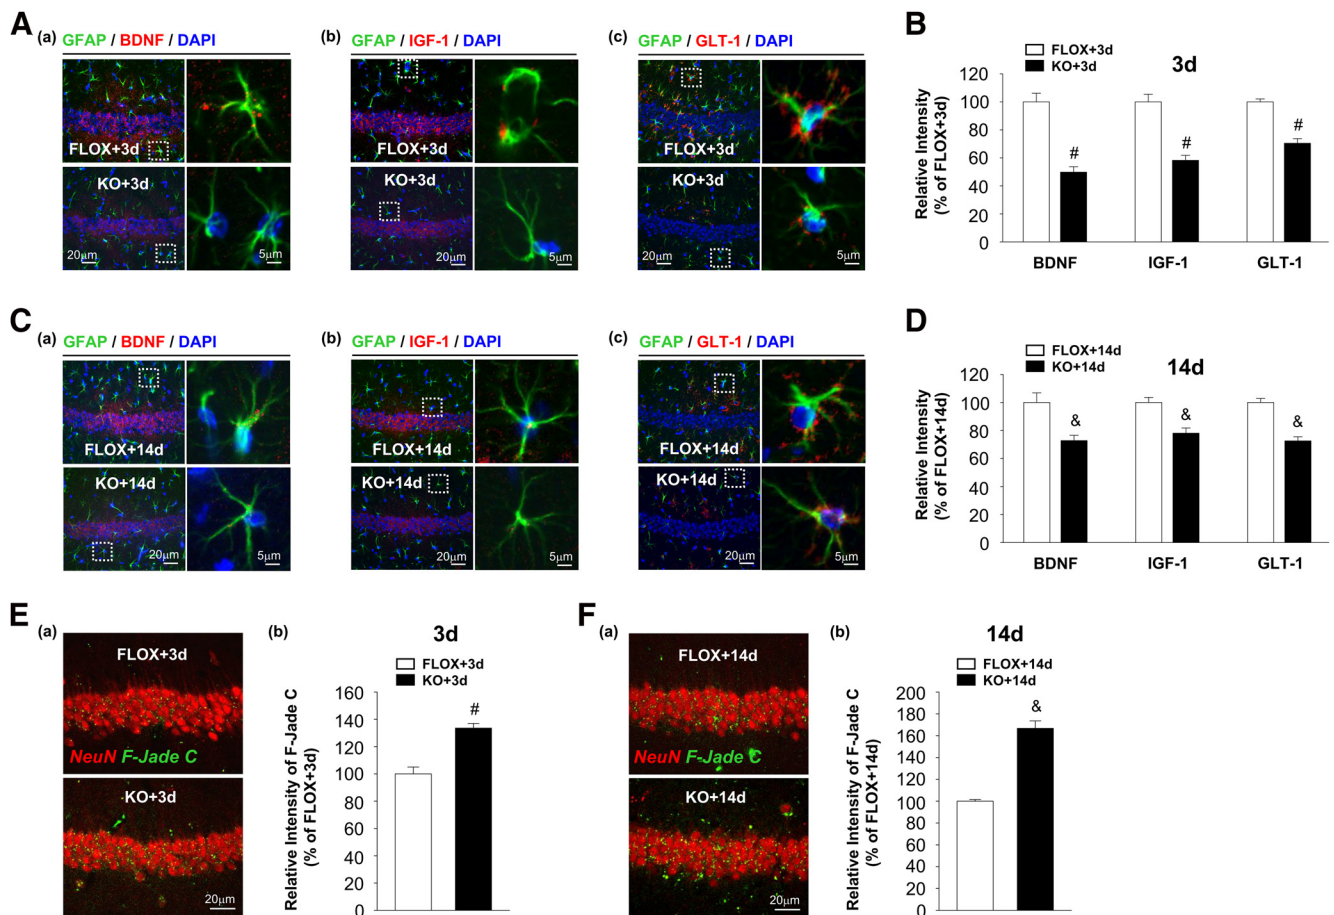 A
(a) GFAP / BDNF / DAPI
FLOX+3d
KO+3d
20μm
5μm
(b) GFAP / IGF-1 / DAPI
FLOX+3d
KO+3d
20μm
5μm
(c) GFAP / GLT-1 / DAPI
FLOX+3d
KO+3d
20μm
5μm
B
FLOX+3d
KO+3d
3d
Relative Intensity
(% of FLOX+3d)
120
100
80
60
40
20
0
#
#
#
BDNF
IGF-1
GLT-1
C
(a) GFAP / BDNF / DAPI
FLOX+14d
KO+14d
20μm
5μm
(b) GFAP / IGF-1 / DAPI
FLOX+14d
KO+14d
20μm
5μm
(c) GFAP / GLT-1 / DAPI
FLOX+14d
KO+14d
20μm
5μm
D
FLOX+14d
KO+14d
14d
Relative Intensity
(% of FLOX+14d)
120
100
80
60
40
20
0
&
&
&
BDNF
IGF-1
GLT-1
E
(a)
FLOX+3d
NeuN F-Jade C
KO+3d
20μm
(b)
3d
FLOX+3d
KO+3d
Relative Intensity of F-Jade C
(% of FLOX+3d)
160
140
120
100
80
60
40
20
0
#
F
(a)
FLOX+14d
NeuN F-Jade C
KO+14d
20μm
(b)
14d
FLOX+14d
KO+14d
Relative Intensity of F-Jade C
(% of FLOX+14d)
200
180
160
140
120
100
80
60
40
20
0
&